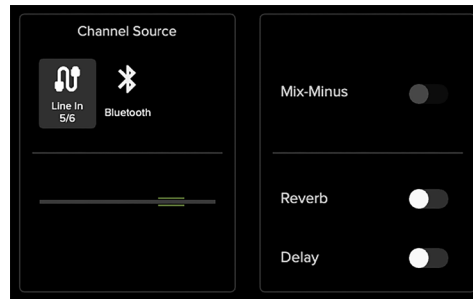 Channel Source
Line In
5/6
Bluetooth
Mix-Minus
Reverb
Delay